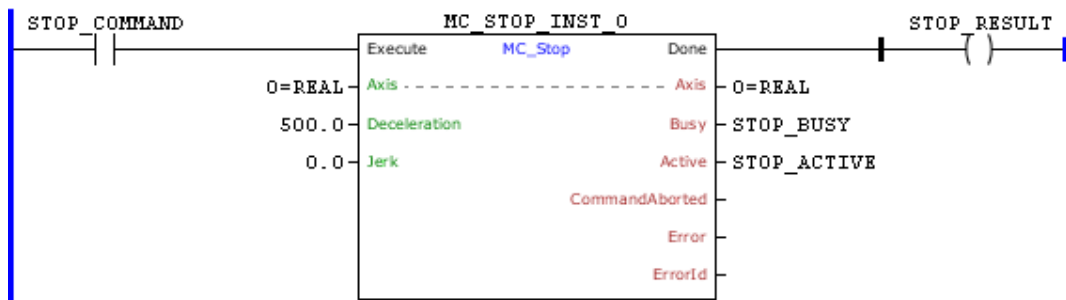 STOP_COMMAND MC_STOP_INST_0 STOP_RESULT
Execute MC_Stop Done
0=REAL Axis Axis 0=REAL
500.0 Deceleration Busy STOP_BUSY
0.0 Jerk Active STOP_ACTIVE
CommandAborted
Error
ErrorId